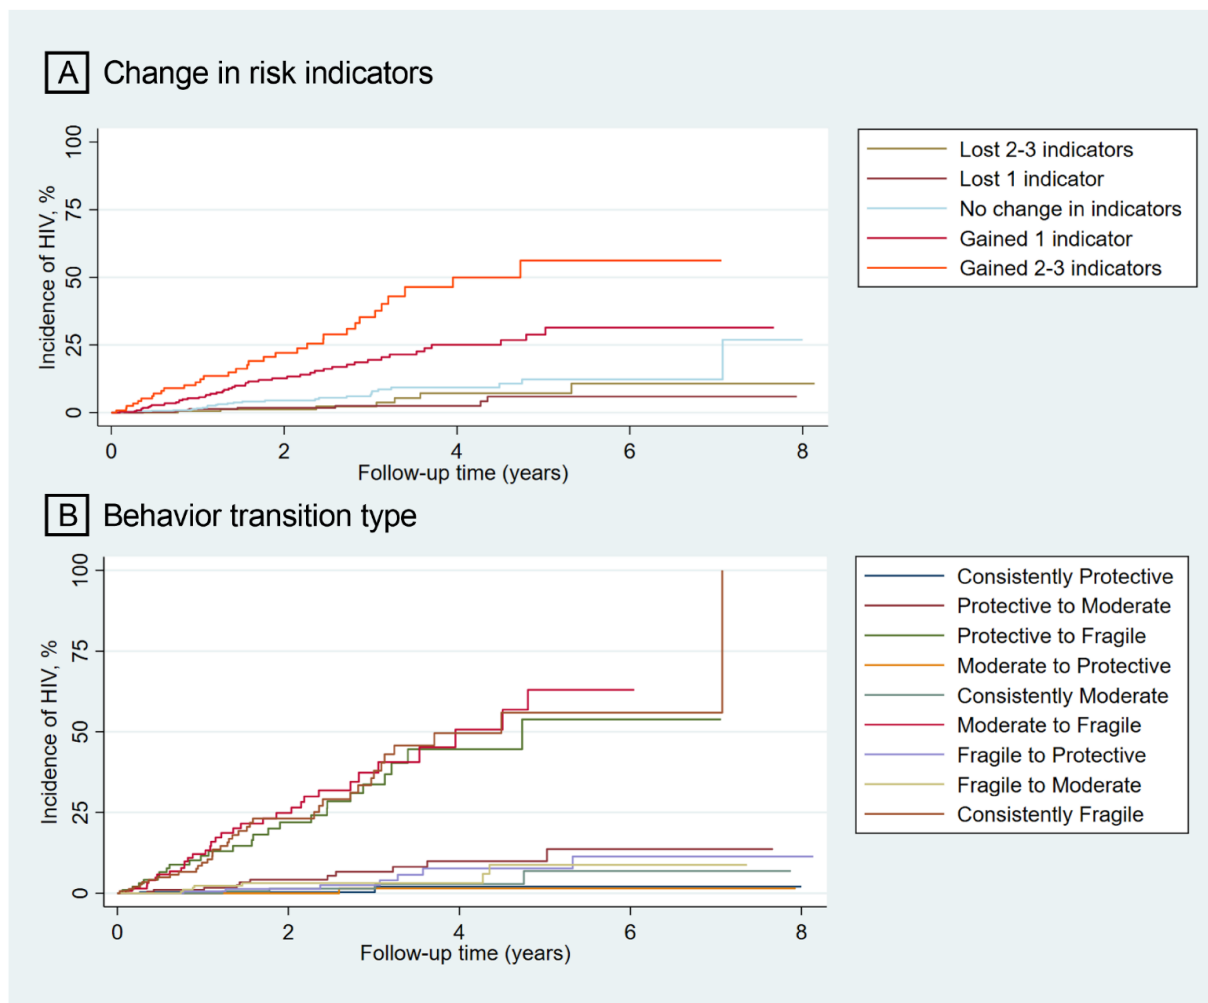 A Change in risk indicators
100
75
50
25
0
Incidence of HIV, %
0 2 4 6 8
Follow-up time (years)
Lost 2-3 indicators
Lost 1 indicator
No change in indicators
Gained 1 indicator
Gained 2-3 indicators
B Behavior transition type
100
75
50
25
0
Incidence of HIV, %
0 2 4 6 8
Follow-up time (years)
Consistently Protective
Protective to Moderate
Protective to Fragile
Moderate to Protective
Consistently Moderate
Moderate to Fragile
Fragile to Protective
Fragile to Moderate
Consistently Fragile